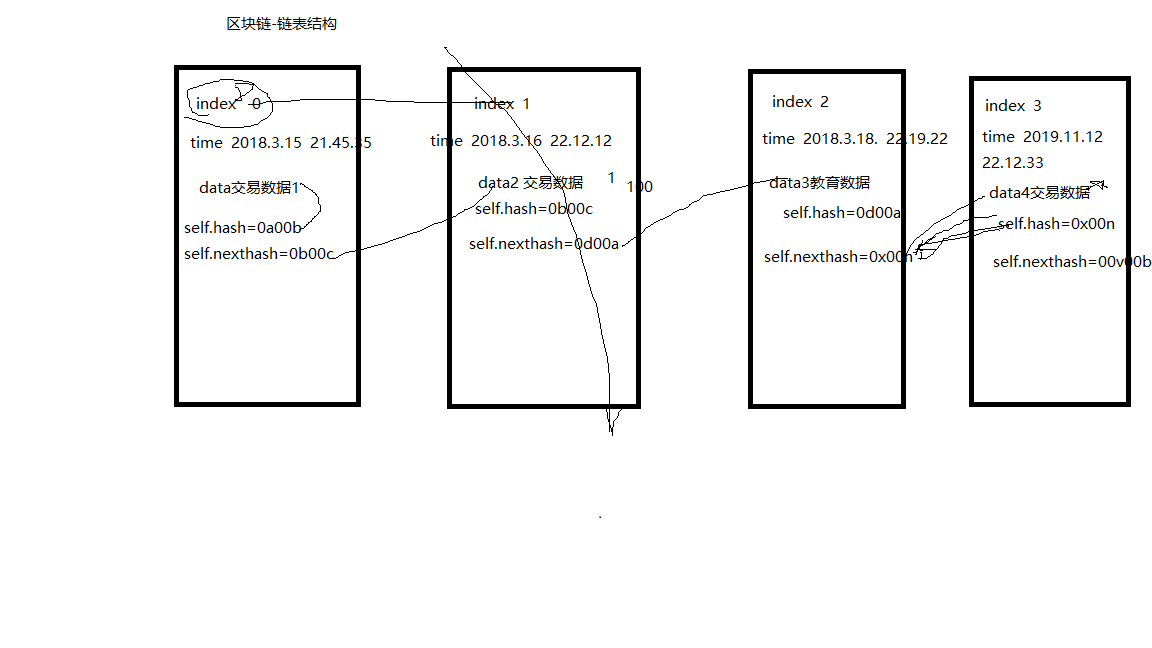 区块链-链表结构
index 0
time 2018.3.15 21.45.35
data交易数据1
self.hash=0a00b
self.nexthash=0b00c
index 1
time 2018.3.16 22.12.12
data2 交易数据 1 100
self.hash=0b00c
self.nexthash=0d00a
index 2
time 2018.3.18. 22.19.22
data3教育数据
self.hash=0d00a
self.nexthash=0x00n
index 3
time 2019.11.12
22.12.33
data4交易数据
self.hash=0x00n
self.nexthash=00v00b